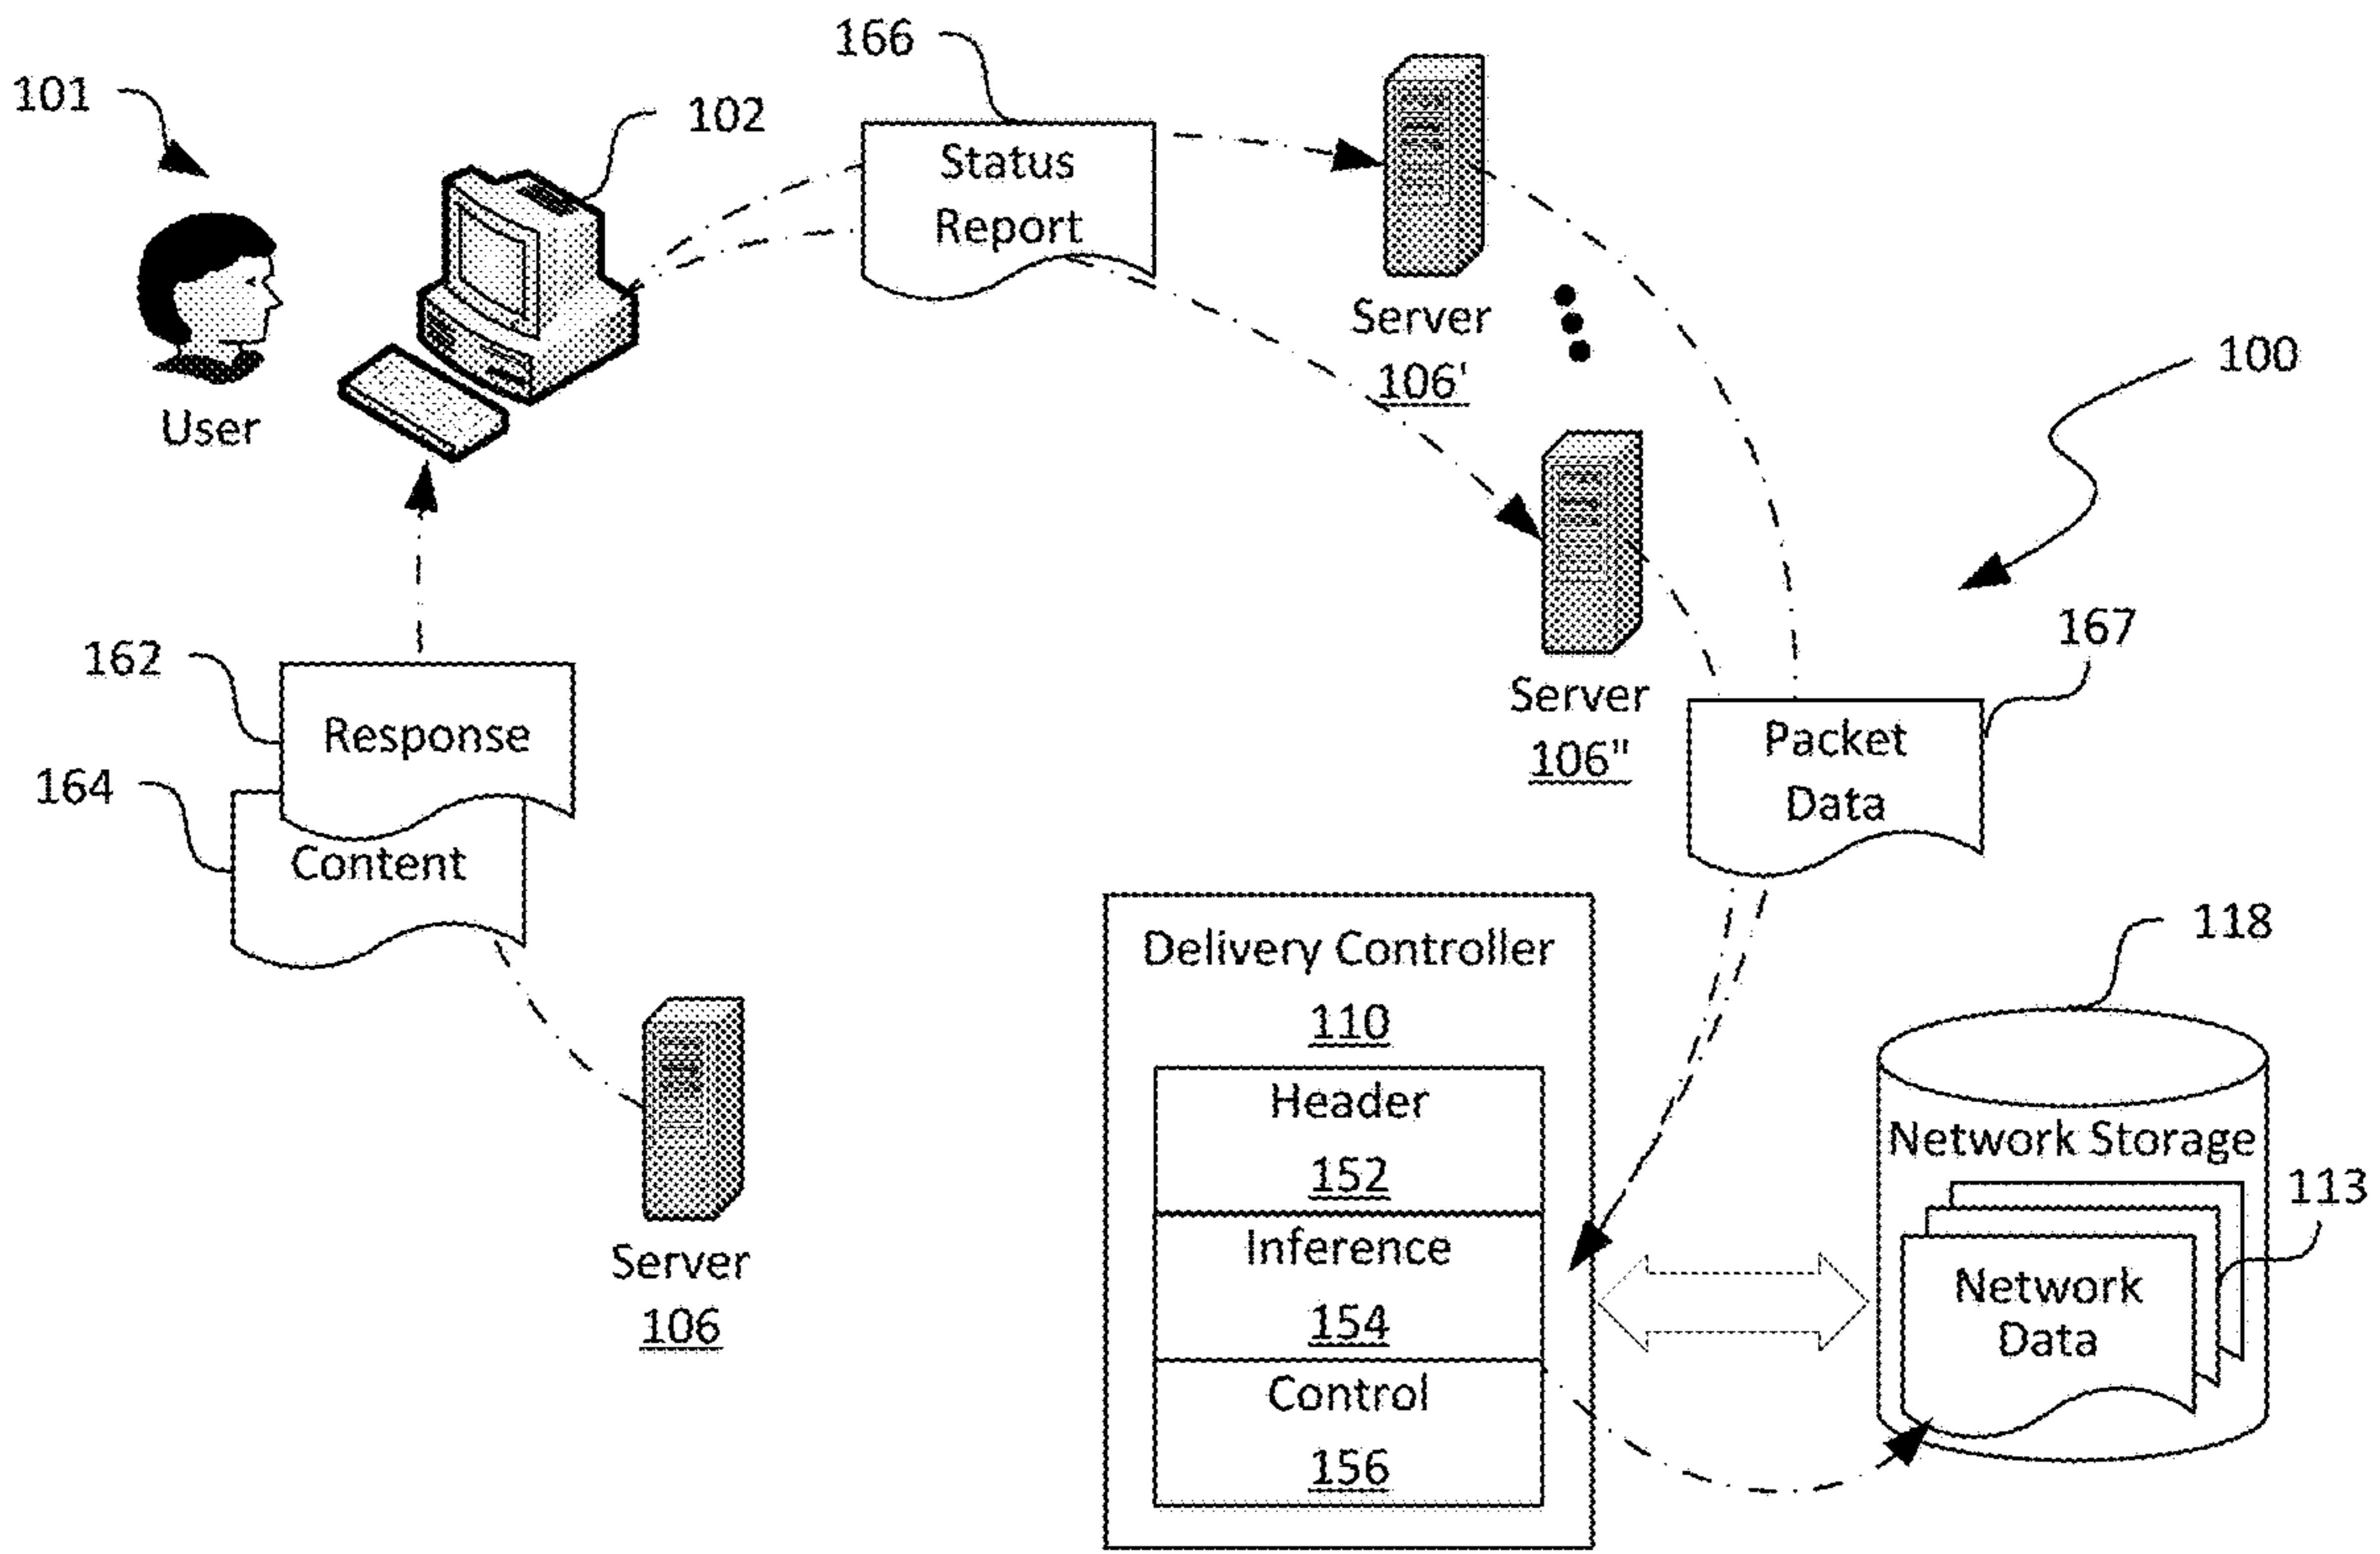 166
101
102
Status
Report
Server
106'
100
User
167
162
Server
106"
Packet
Data
Response
164
Content
118
Delivery Controller
110
Header
152
Network Storage
113
Inference
154
Network
Data
Server
106
Control
156